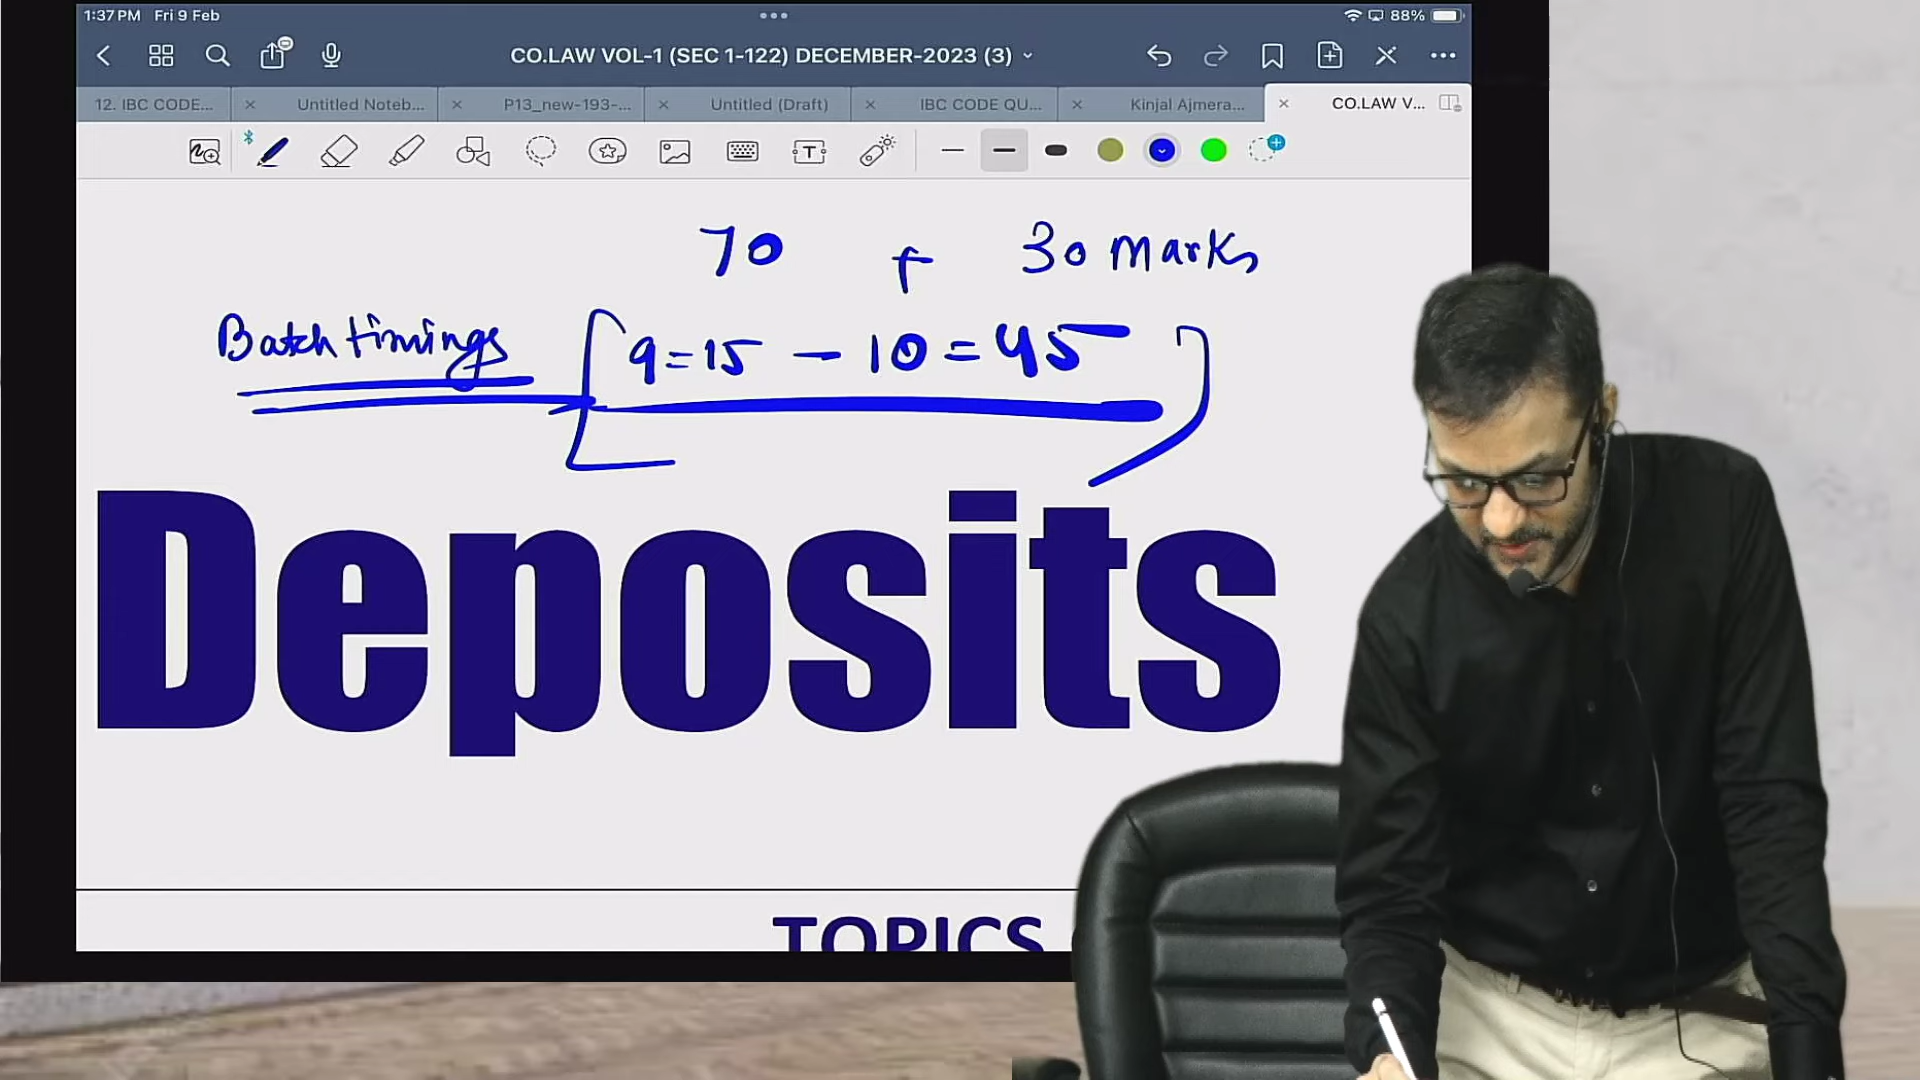 1:37 PM Fri 9 Feb
88%
CO.LAW VOL-1 (SEC 1-122) DECEMBER-2023 (3)
12. IBC CODE...
Untitled Noteb...
P13_new-193-...
Untitled (Draft)
IBC CODE QU...
Kinjal Ajmera...
CO.LAW V...
T
70 + 30 marks
Batch timings [9=15 - 10=45]
Deposits
TOPICS